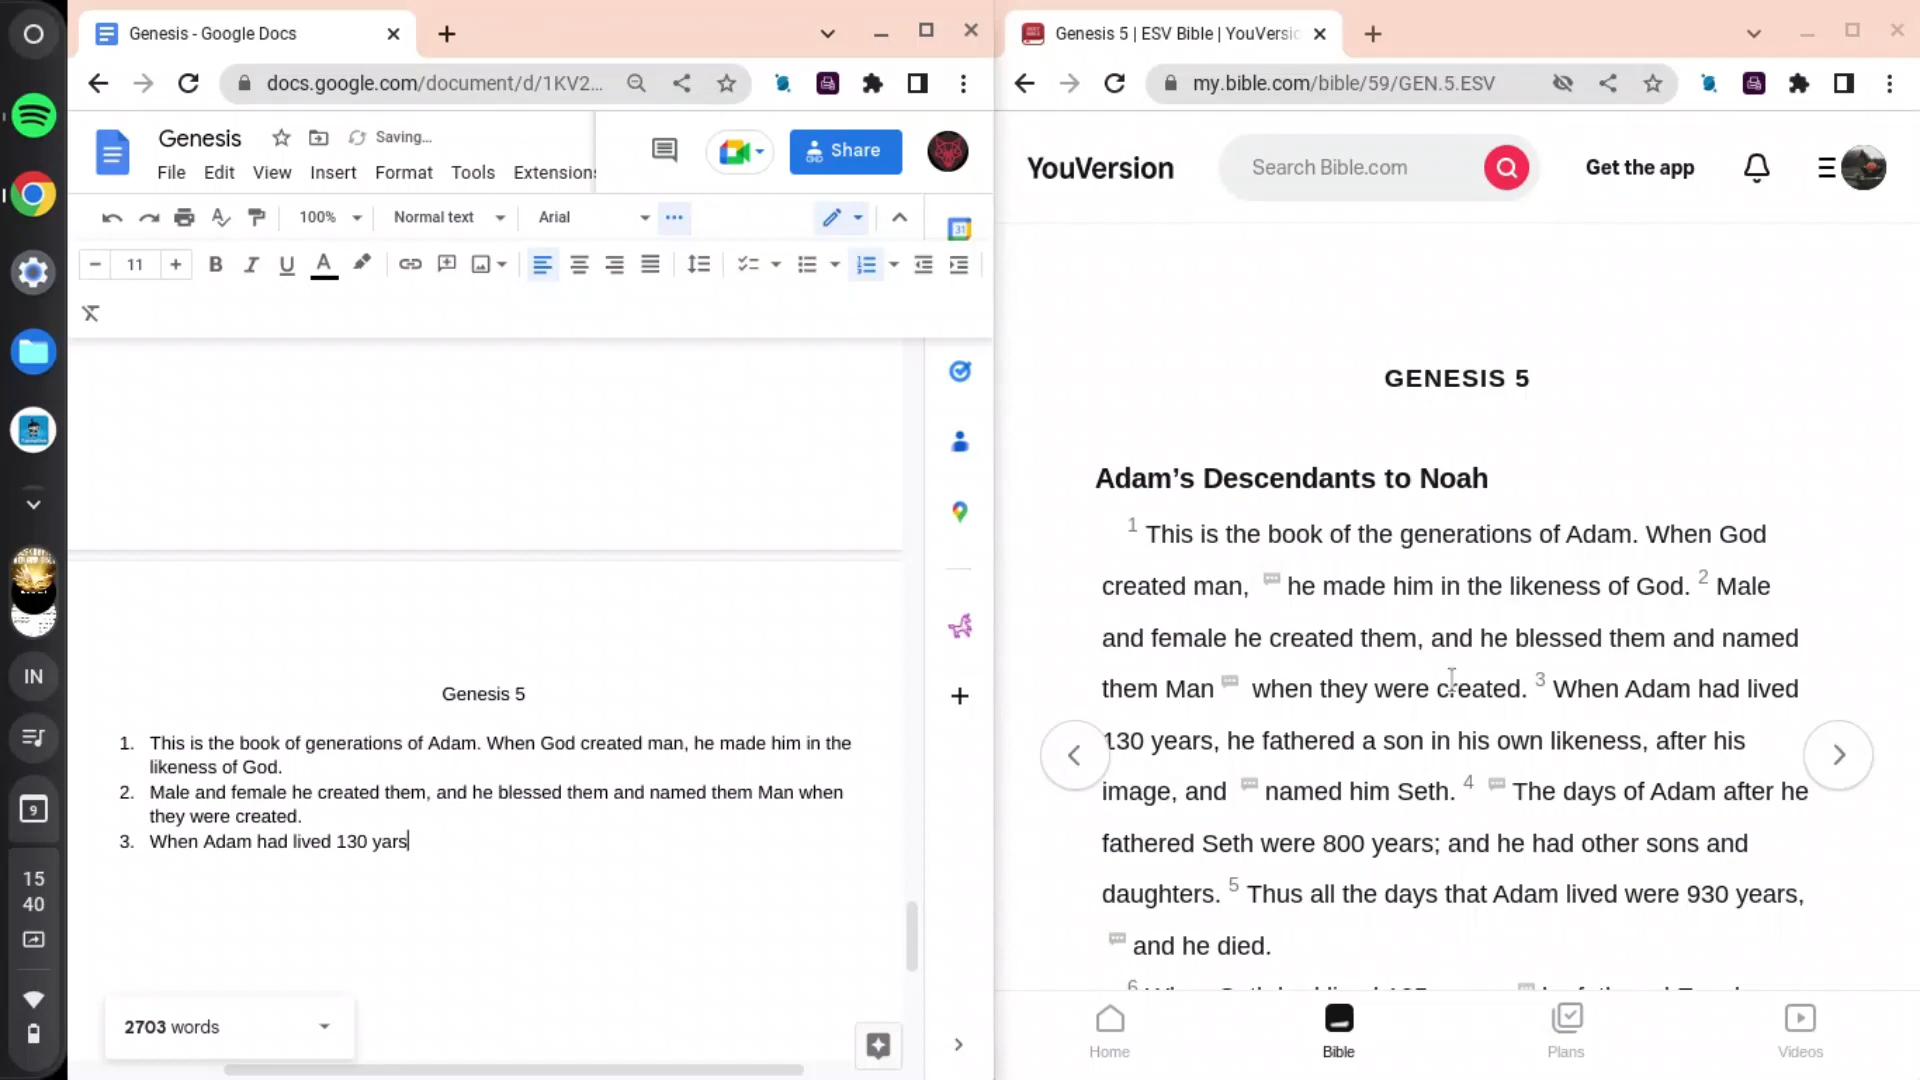 Genesis - Google Docs
docs.google.com/document/d/1KV2...
Genesis
Saving...
Share
File Edit View Insert Format Tools Extensions
100% Normal text Arial
11
Genesis 5
1. This is the book of generations of Adam. When God created man, he made him in the
likeness of God.
2. Male and female he created them, and he blessed them and named them Man when
they were created.
3. When Adam had lived 130 yars
2703 words
IN
9
15
40
31
Genesis 5 | ESV Bible | YouVersic
my.bible.com/bible/59/GEN.5.ESV
YouVersion
Search Bible.com
Get the app
GENESIS 5
Adam’s Descendants to Noah
1 This is the book of the generations of Adam. When God
created man, he made him in the likeness of God. 2 Male
and female he created them, and he blessed them and named
them Man when they were created. 3 When Adam had lived
130 years, he fathered a son in his own likeness, after his
image, and named him Seth. 4 The days of Adam after he
fathered Seth were 800 years; and he had other sons and
daughters. 5 Thus all the days that Adam lived were 930 years,
and he died.
Home
Bible
Plans
Videos